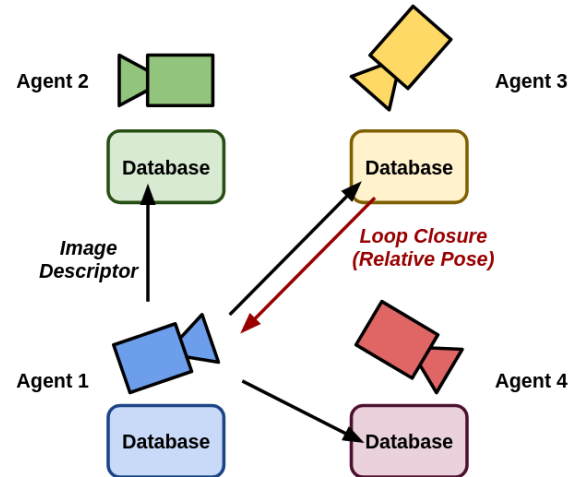 Agent 2
Agent 3
Database
Database
Image
Descriptor
Loop Closure
(Relative Pose)
Agent 1
Agent 4
Database
Database